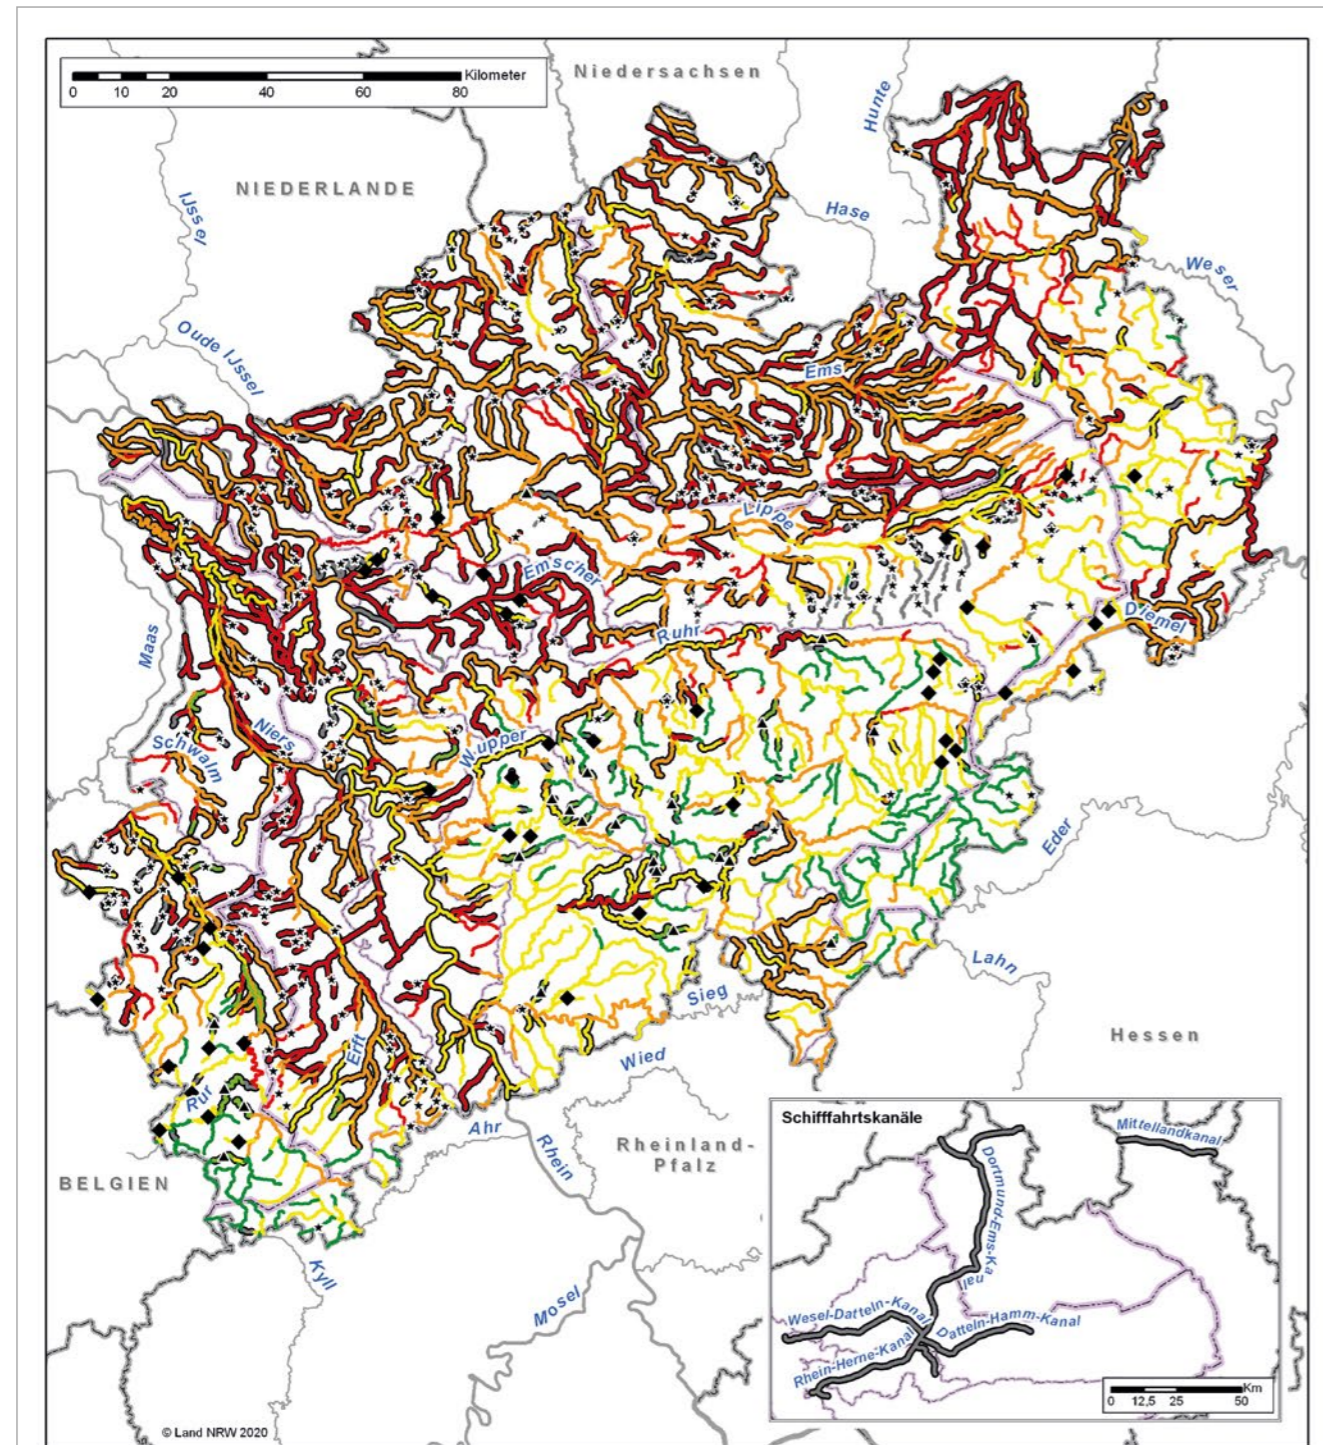 Kilometer
0 10 20 40 60 80
Niedersachsen
Hunte
NIEDERLANDE
IJssel
Hase
Weser
Oude IJssel
Ems
Lippe
Emscher
Maas
Ruhr
Diemel
Niers
Schwalm
Wupper
Eder
Lahn
Sieg
Hessen
Erft
Wied
Rur
Ahr
Rhein
Rheinland-
Pfalz
BELGIEN
Kyll
Mosel
Schifffahrtskanäle
Mittellandkanal
Dortmund-Ems-Ka
nal
Wesel-Datteln-Kanal
Datteln-Hamm-Kanal
Rhein-Herne-Kanal
Km
0 12,5 25 50
© Land NRW 2020